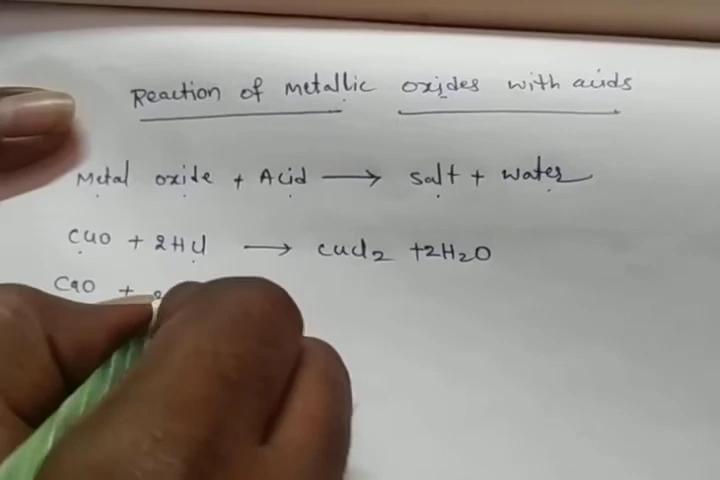 Reaction of metallic oxides with acids
Metal oxide + Acid ⟶ salt + water
CuO + 2HCl ⟶ CuCl2 +2H2O
CaO +